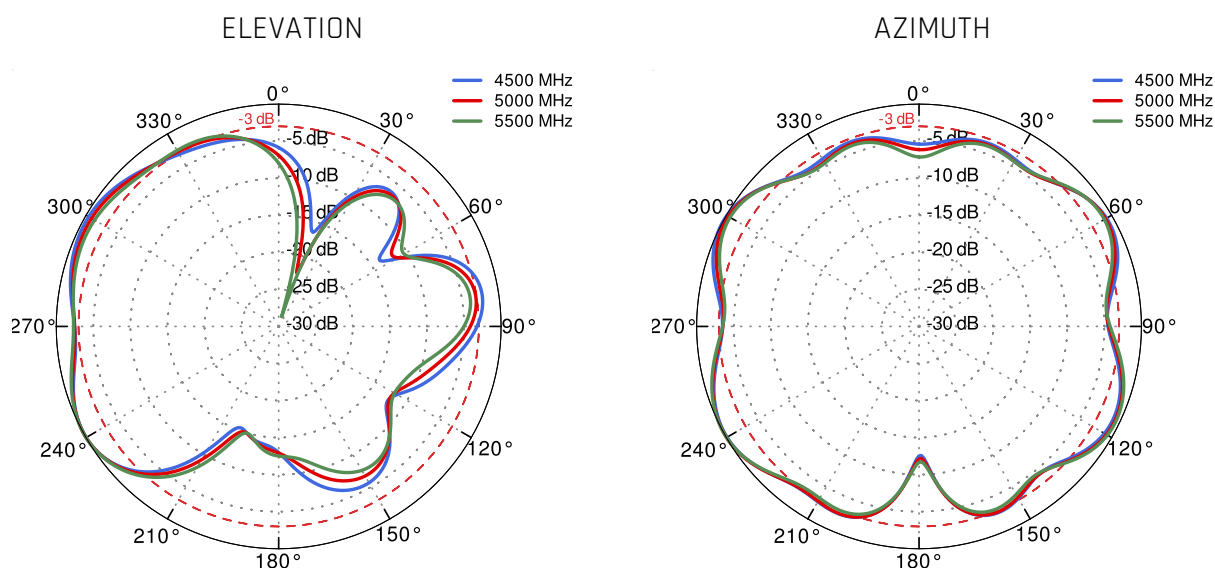 ELEVATION
4500 MHz
5000 MHz
5500 MHz
0°
-3 dB
330°
30°
-5 dB
-10 dB
300°
-15 dB
60°
-20 dB
25 dB
270°
-30 dB
90°
240°
120°
210°
150°
180°
AZIMUTH
4500 MHz
5000 MHz
5500 MHz
0°
-3 dB
330°
30°
-5 dB
-10 dB
300°
-15 dB
60°
-20 dB
-25 dB
270°
-30 dB
90°
240°
120°
210°
150°
180°